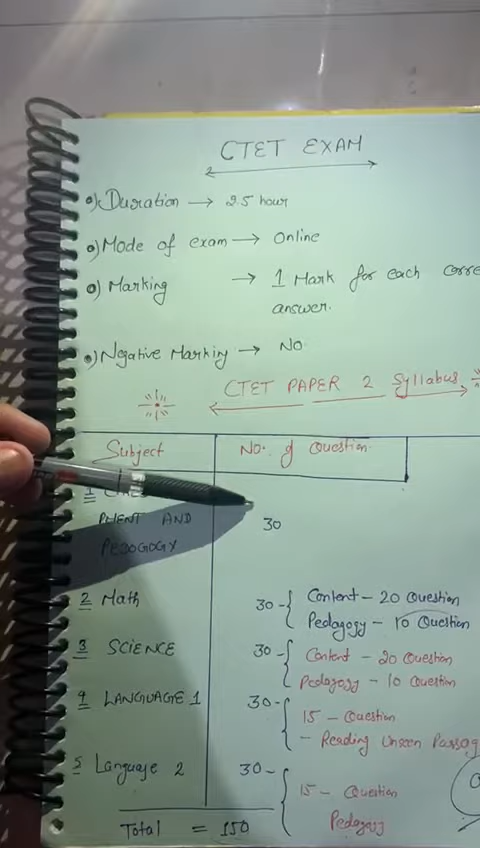 CTET EXAM
Duration → 2.5 hour
Mode of exam → Online
Marking → 1 Mark for each
answer.
Negative Marking → No
CTET PAPER 2 Syllabus
Subject No. of Question
1
PMENT AND 30
PEDOGOGY
2 Math 30 - { Content - 20 Question
Pedagogy - 10 Question
3 SCIENCE 30 - { Content - 20 Question
Pedagogy - 10 Question
4 LANGUAGE 1 30 - { 15 - Question
- Reading Unseen
5 Language 2 30 - { 15 - Question
Pedagogy
Total = 150